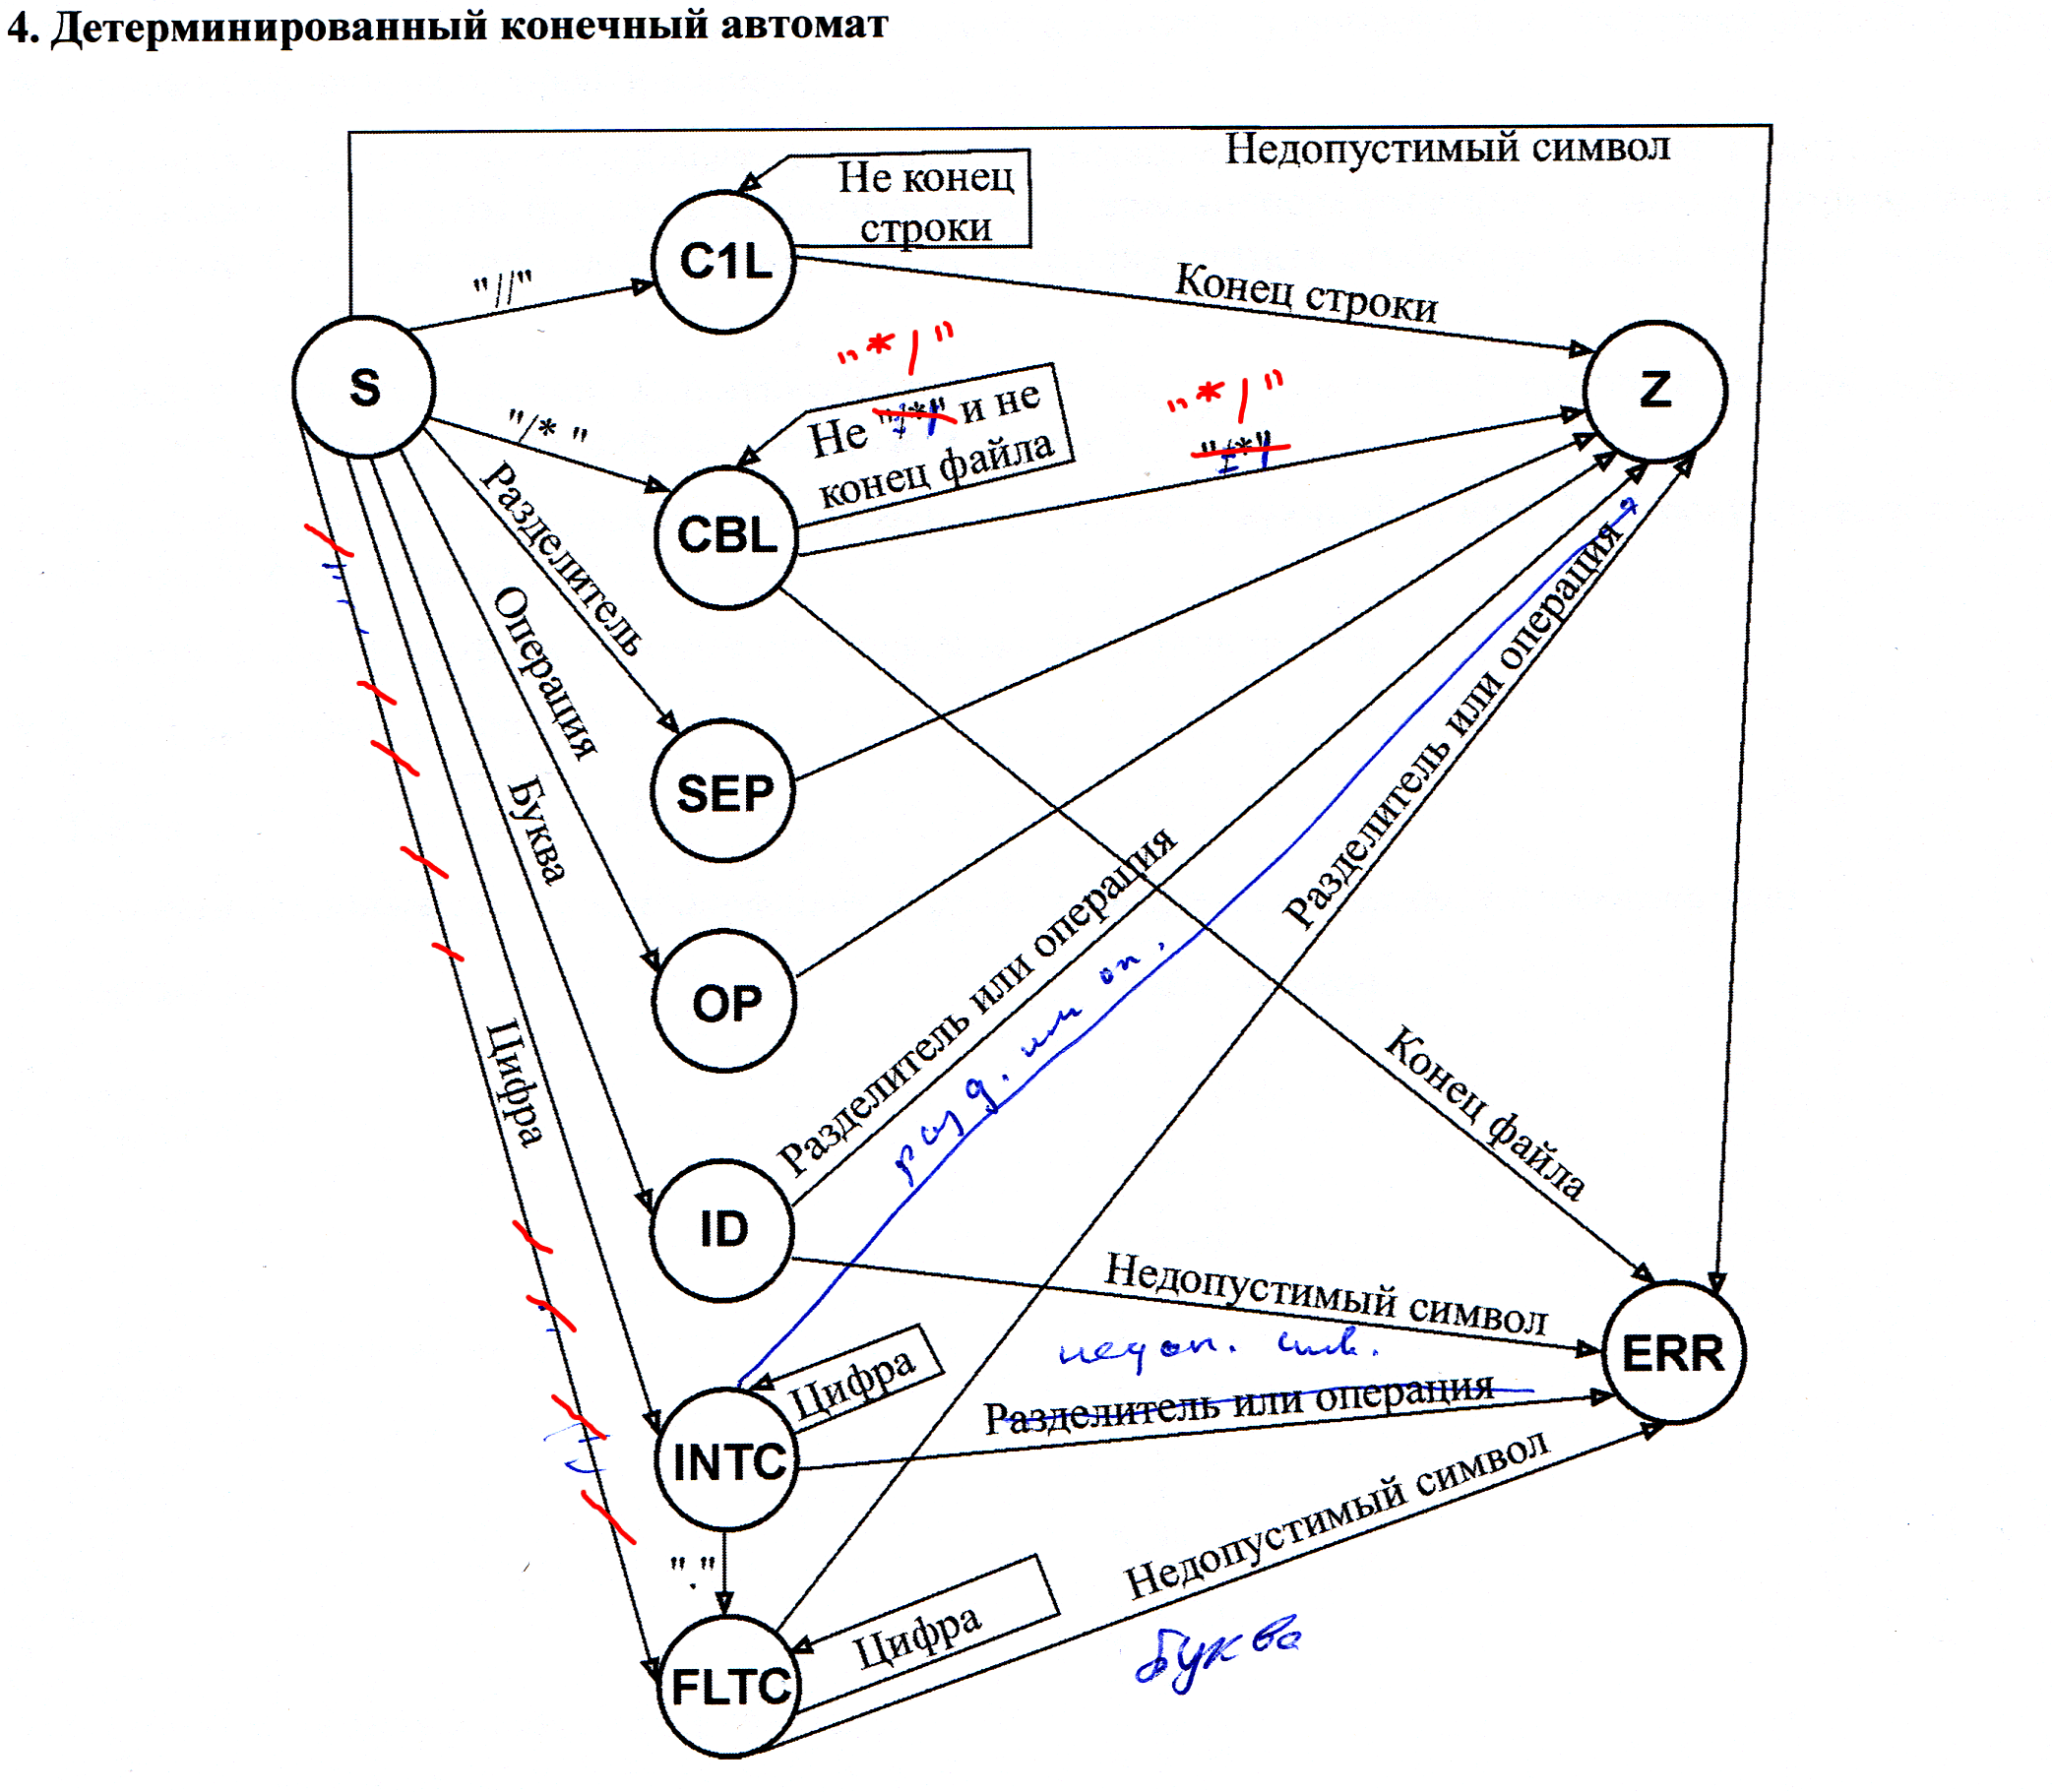 4. Детерминированный конечный автомат
Недопустимый символ
Не конец
строки
C1L
"//"
Конец строки
S
Z
"*/"
"*/"
"/* "
Не "/*" и не
конец файла
CBL
Разделитель
Операция
SEP
Буква
Разделитель или операция
OP
Разделитель или операция
разд. или оп.
Цифра
Конец файла
ID
Недопустимый символ
недоп. симв.
ERR
Цифра
Разделитель или операция
INTC
Недопустимый символ
"."
Цифра
буква
FLTC